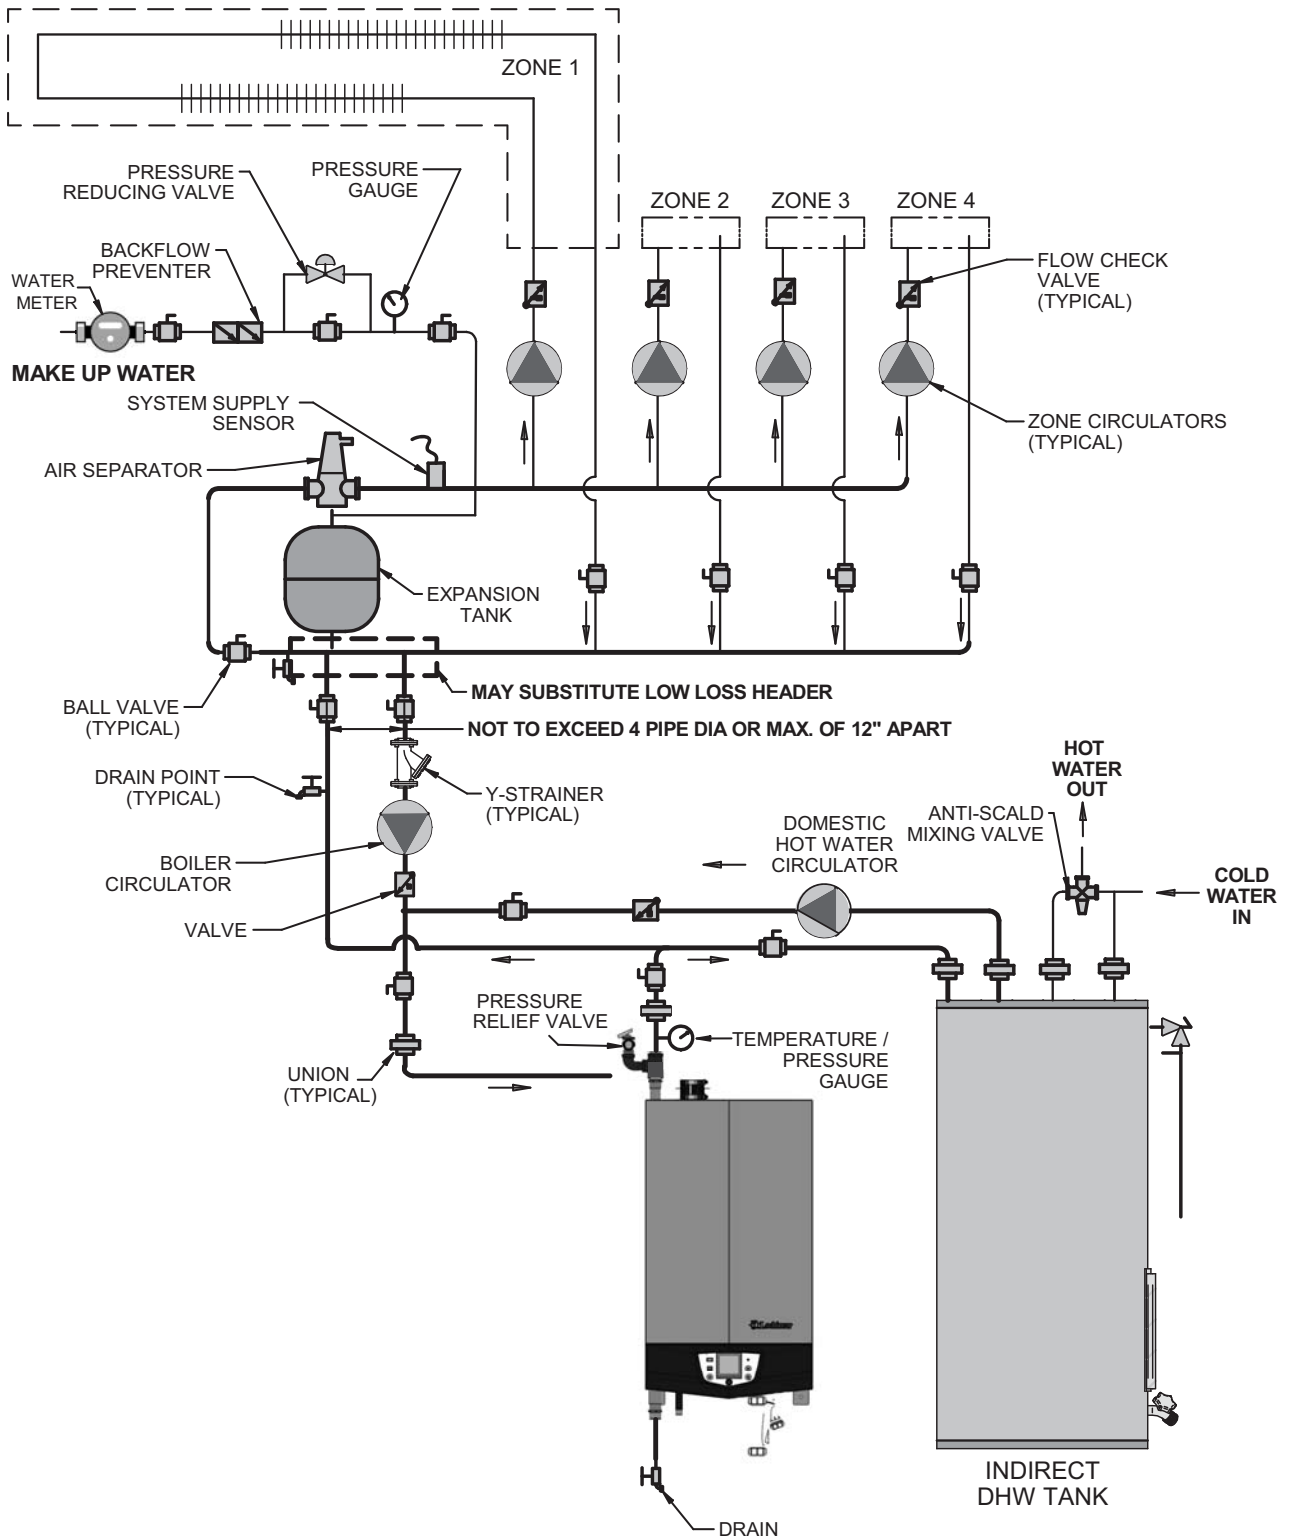 ZONE 1
PRESSURE
REDUCING VALVE
PRESSURE
GAUGE
ZONE 2
ZONE 3
ZONE 4
BACKFLOW
PREVENTER
WATER
METER
FLOW CHECK
VALVE
(TYPICAL)
MAKE UP WATER
SYSTEM SUPPLY
SENSOR
ZONE CIRCULATORS
(TYPICAL)
AIR SEPARATOR
EXPANSION
TANK
MAY SUBSTITUTE LOW LOSS HEADER
BALL VALVE
(TYPICAL)
NOT TO EXCEED 4 PIPE DIA OR MAX. OF 12" APART
DRAIN POINT
(TYPICAL)
Y-STRAINER
(TYPICAL)
HOT
WATER
OUT
ANTI-SCALD
MIXING VALVE
DOMESTIC
HOT WATER
CIRCULATOR
BOILER
CIRCULATOR
COLD
WATER
IN
VALVE
PRESSURE
RELIEF VALVE
TEMPERATURE /
PRESSURE
GAUGE
UNION
(TYPICAL)
Lochinvar
INDIRECT
DHW TANK
DRAIN